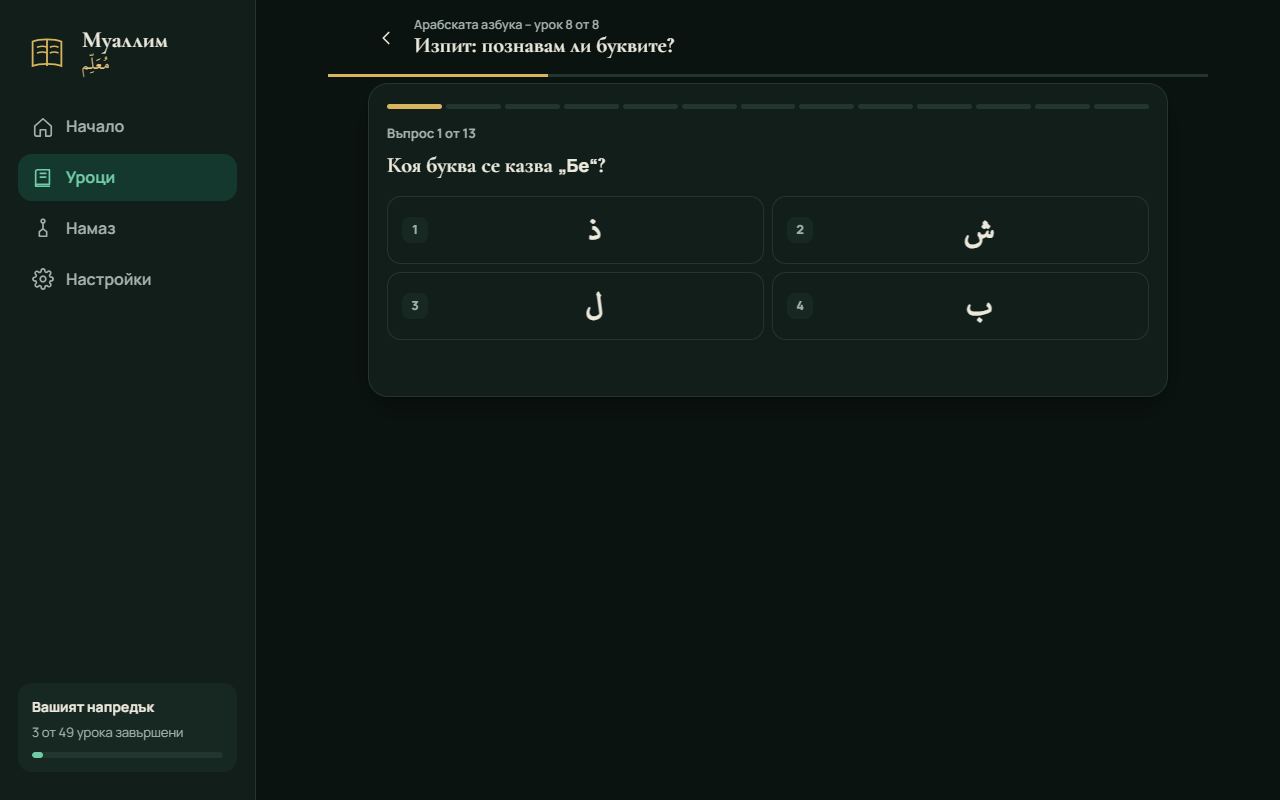 Муаллим
مُعَلِّم
Начало
Уроци
Намаз
Настройки
Вашият напредък
3 от 49 урока завършени
Арабската азбука – урок 8 от 8
Изпит: познавам ли буквите?
Въпрос 1 от 13
Коя буква се казва „Бе“?
1 ذ
2 ش
3 ل
4 ب